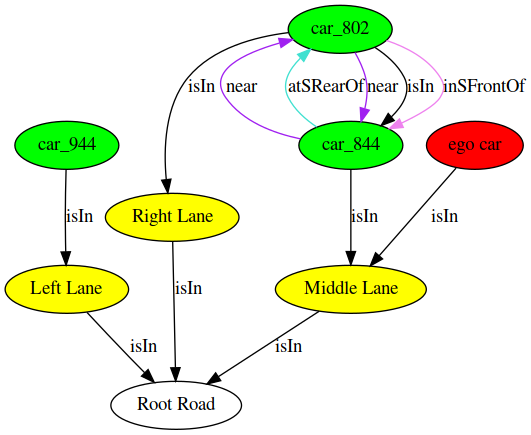 car_802
isIn near atSRearOf near isIn inSFrontOf
car_944 car_844 ego car
isIn Right Lane isIn isIn
Left Lane isIn Middle Lane
isIn isIn
Root Road